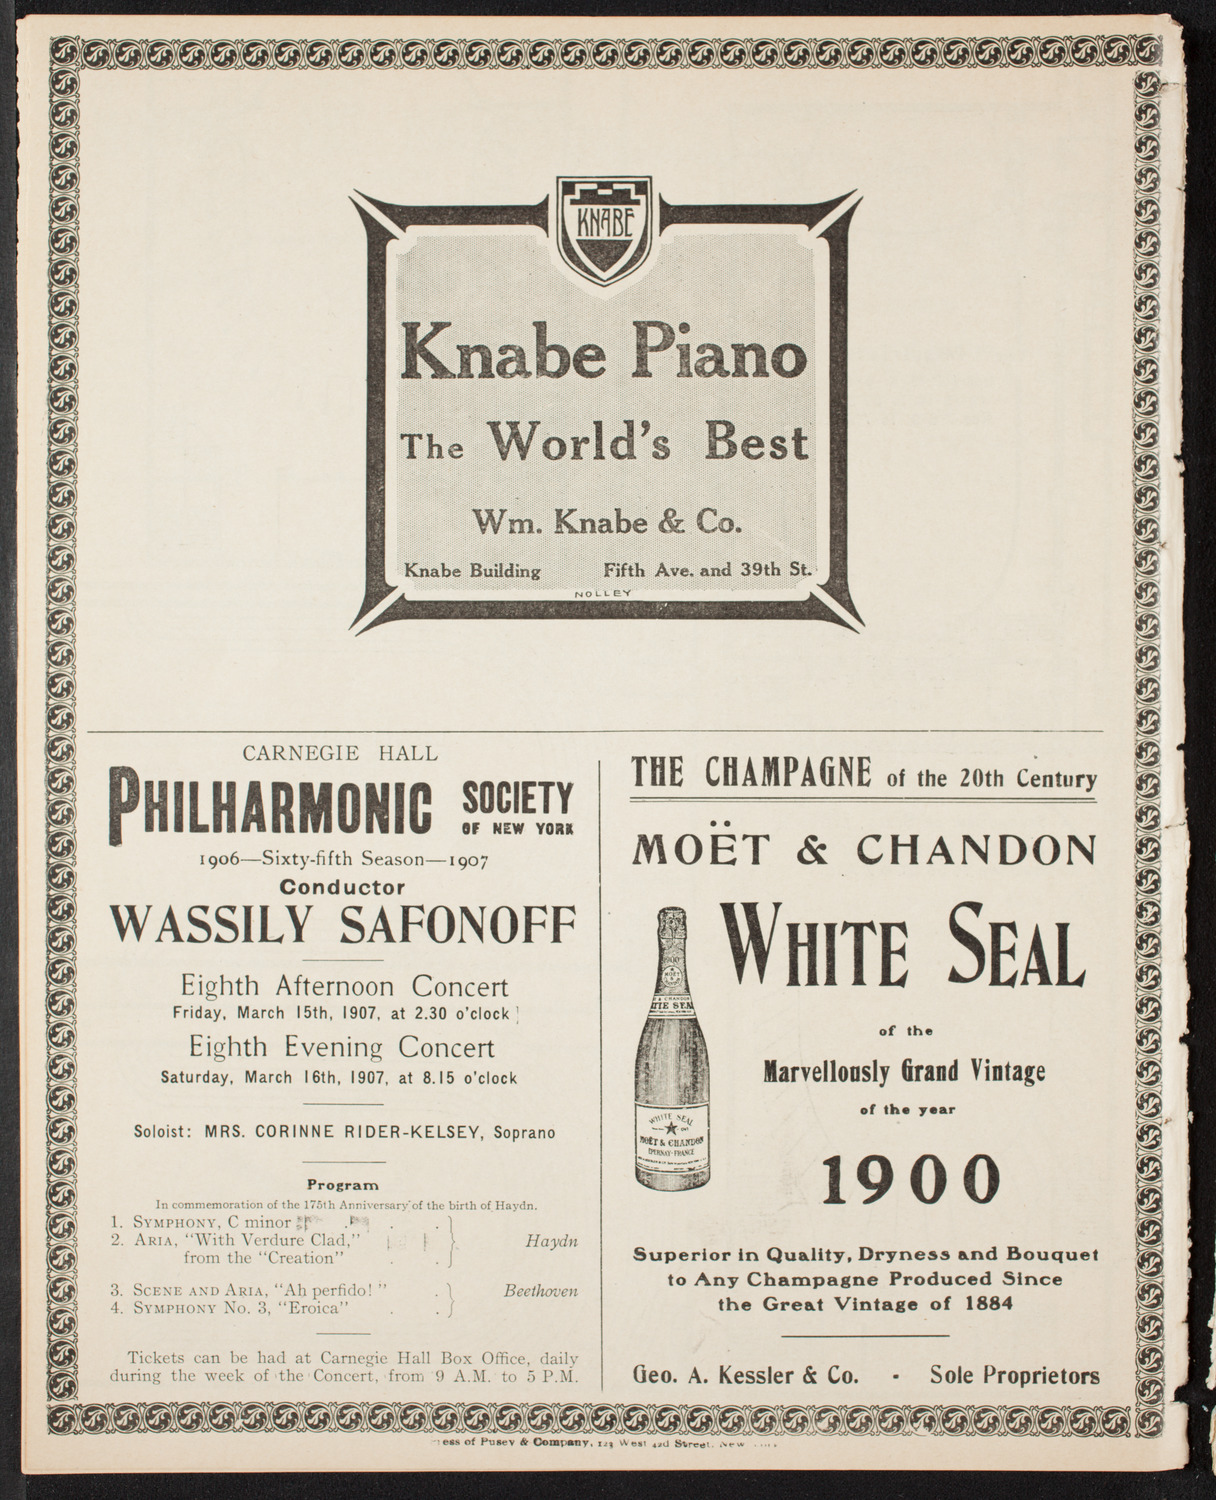 KNABE
Knabe Piano
The World's Best
Wm. Knabe & Co.
Knabe Building Fifth Ave. and 39th St.
NOLLEY
CARNEGIE HALL
PHILHARMONIC SOCIETY
OF NEW YORK
1906—Sixty-fifth Season—1907
Conductor
WASSILY SAFONOFF
Eighth Afternoon Concert
Friday, March 15th, 1907, at 2.30 o'clock
Eighth Evening Concert
Saturday, March 16th, 1907, at 8.15 o'clock
Soloist: MRS. CORINNE RIDER-KELSEY, Soprano
Program
In commemoration of the 175th Anniversary of the birth of Haydn.
1. SYMPHONY, C minor
2. ARIA, "With Verdure Clad," Haydn
from the "Creation"
3. SCENE AND ARIA, "Ah perfido!" Beethoven
4. SYMPHONY No. 3, "Eroica"
Tickets can be had at Carnegie Hall Box Office, daily
during the week of the Concert, from 9 A.M. to 5 P.M.
THE CHAMPAGNE of the 20th Century
MOËT & CHANDON
WHITE SEAL
of the
Marvellously Grand Vintage
of the year
1900
WHITE SEAL
MOËT & CHANDON
EPERNAY-FRANCE
Superior in Quality, Dryness and Bouquet
to Any Champagne Produced Since
the Great Vintage of 1884
Geo. A. Kessler & Co. - Sole Proprietors
ess of Pusey & Company, 123 West 42d Street, New